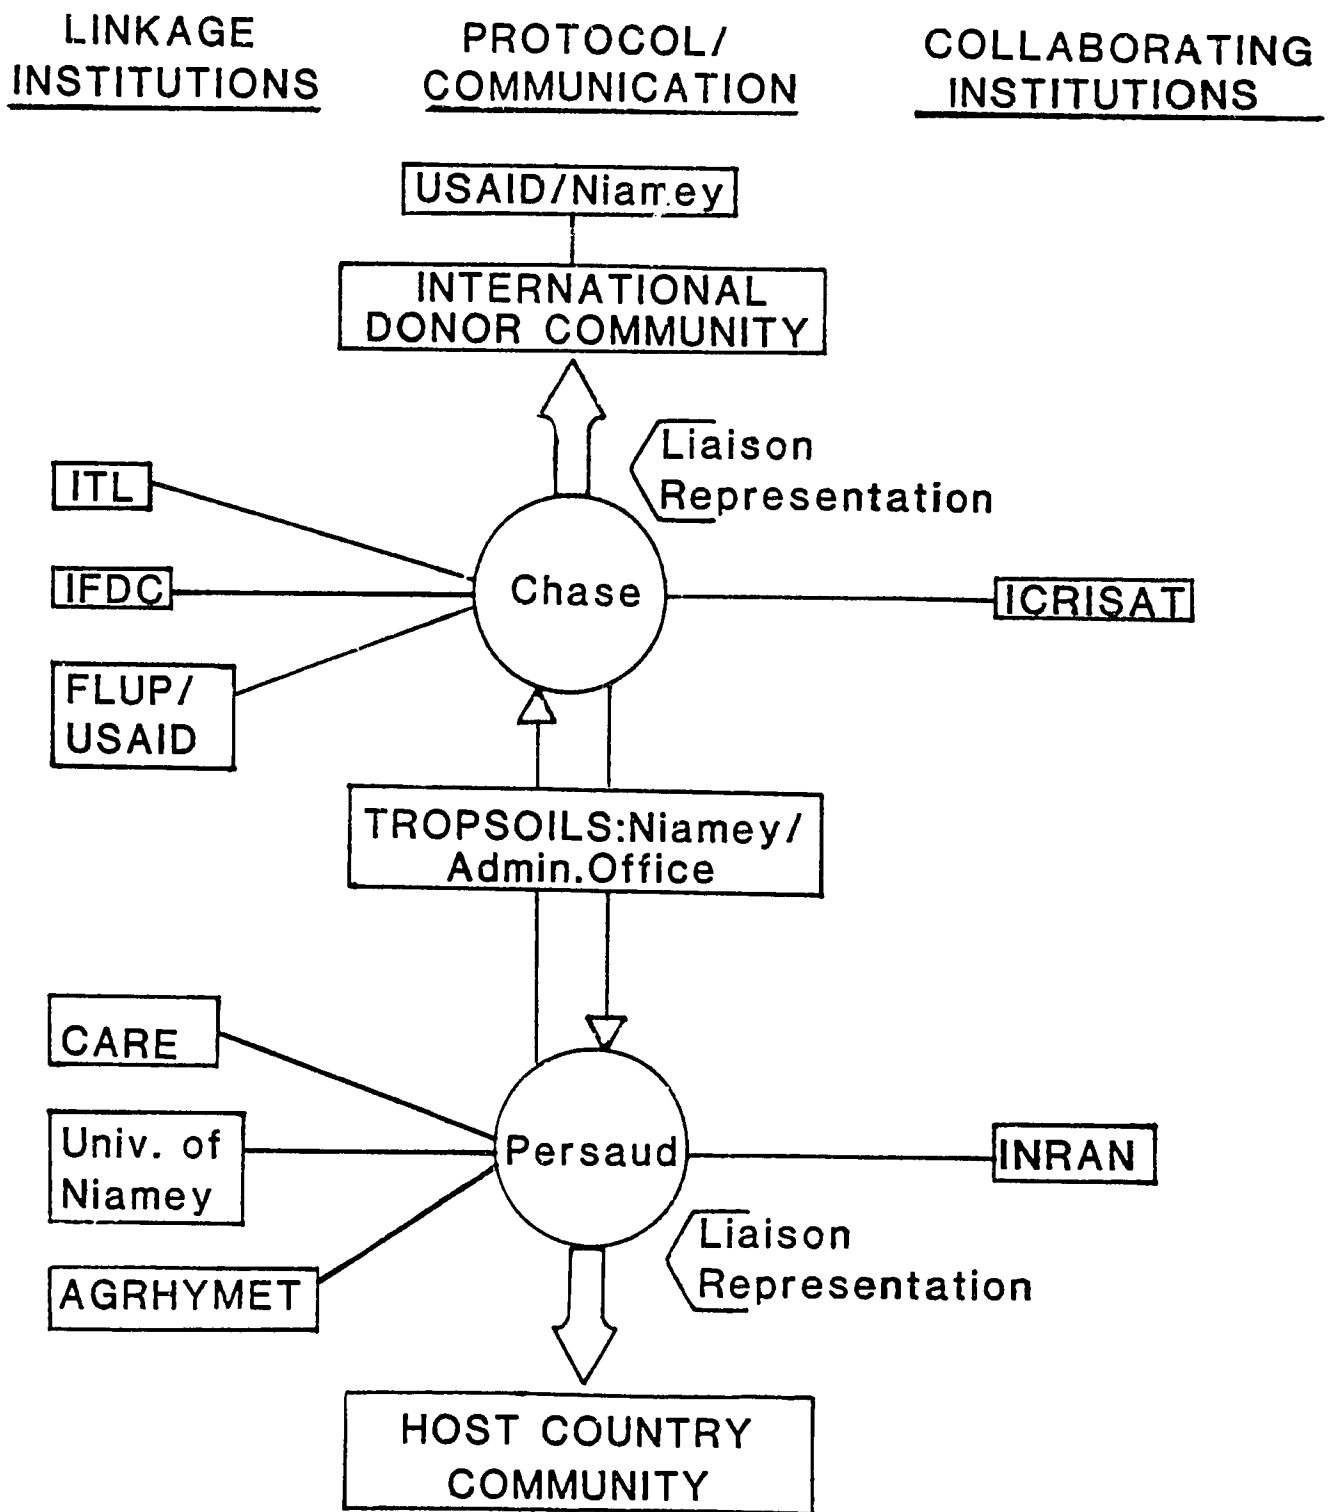 LINKAGE
INSTITUTIONS
PROTOCOL/
COMMUNICATION
COLLABORATING
INSTITUTIONS
USAID/Niamey
INTERNATIONAL
DONOR COMMUNITY
Liaison
Representation
ITL
IFDC
FLUP/
USAID
Chase
ICRISAT
TROPSOILS:Niamey/
Admin.Office
CARE
Univ. of
Niamey
AGRHYMET
Persaud
INRAN
Liaison
Representation
HOST COUNTRY
COMMUNITY